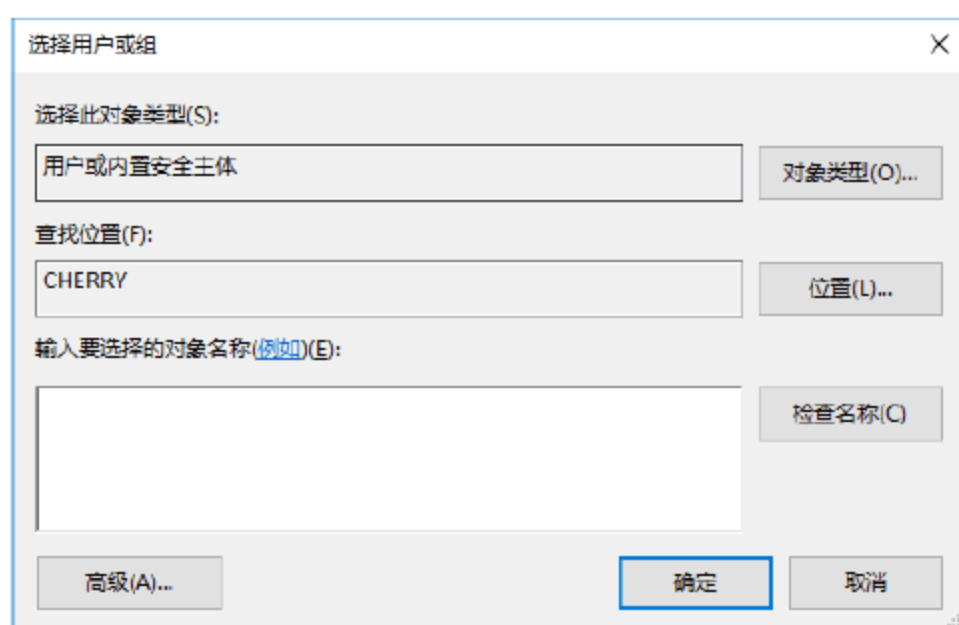 选择用户或组
选择此对象类型(S):
用户或内置安全主体
对象类型(O)...
查找位置(F):
CHERRY
位置(L)...
输入要选择的对象名称(例如)(E):
检查名称(C)
高级(A)...
确定
取消